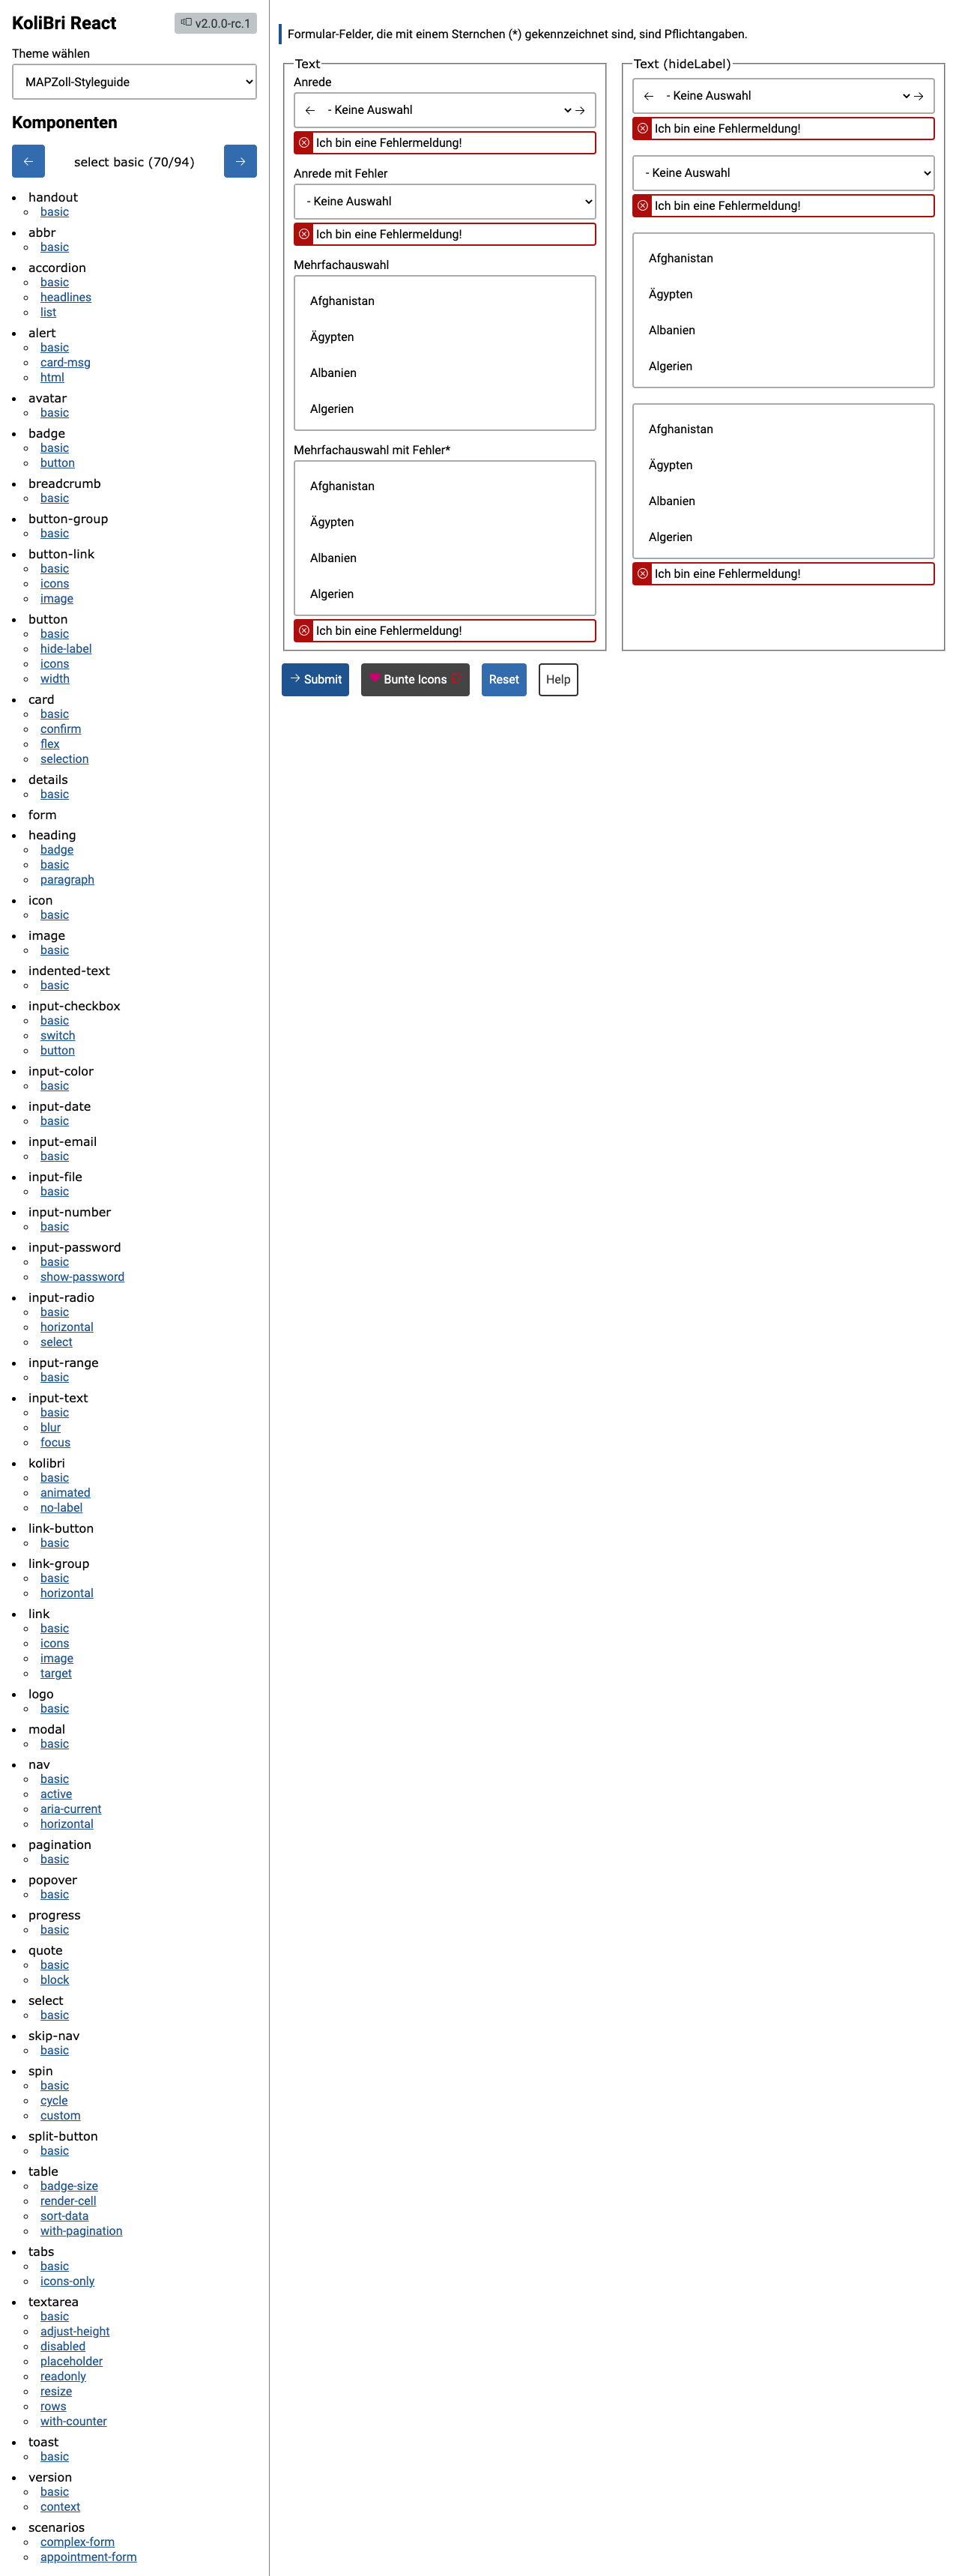 KoliBri React
v2.0.0-rc.1
Theme wählen
MAPZoll-Styleguide
Komponenten
select basic (70/94)
handout
basic
abbr
basic
accordion
basic
headlines
list
alert
basic
card-msg
html
avatar
basic
badge
basic
button
breadcrumb
basic
button-group
basic
button-link
basic
icons
image
button
basic
hide-label
icons
width
card
basic
confirm
flex
selection
details
basic
form
heading
badge
basic
paragraph
icon
basic
image
basic
indented-text
basic
input-checkbox
basic
switch
button
input-color
basic
input-date
basic
input-email
basic
input-file
basic
input-number
basic
input-password
basic
show-password
input-radio
basic
horizontal
select
input-range
basic
input-text
basic
blur
focus
kolibri
basic
animated
no-label
link-button
basic
link-group
basic
horizontal
link
basic
icons
image
target
logo
basic
modal
basic
nav
basic
active
aria-current
horizontal
pagination
basic
popover
basic
progress
basic
quote
basic
block
select
basic
skip-nav
basic
spin
basic
cycle
custom
split-button
basic
table
badge-size
render-cell
sort-data
with-pagination
tabs
basic
icons-only
textarea
basic
adjust-height
disabled
placeholder
readonly
resize
rows
with-counter
toast
basic
version
basic
context
scenarios
complex-form
appointment-form
Formular-Felder, die mit einem Sternchen (*) gekennzeichnet sind, sind Pflichtangaben.
Text
Anrede
- Keine Auswahl
Ich bin eine Fehlermeldung!
Anrede mit Fehler
- Keine Auswahl
Ich bin eine Fehlermeldung!
Mehrfachauswahl
Afghanistan
Ägypten
Albanien
Algerien
Mehrfachauswahl mit Fehler*
Afghanistan
Ägypten
Albanien
Algerien
Ich bin eine Fehlermeldung!
Text (hideLabel)
- Keine Auswahl
Ich bin eine Fehlermeldung!
- Keine Auswahl
Ich bin eine Fehlermeldung!
Afghanistan
Ägypten
Albanien
Algerien
Afghanistan
Ägypten
Albanien
Algerien
Ich bin eine Fehlermeldung!
Submit
Bunte Icons
Reset
Help